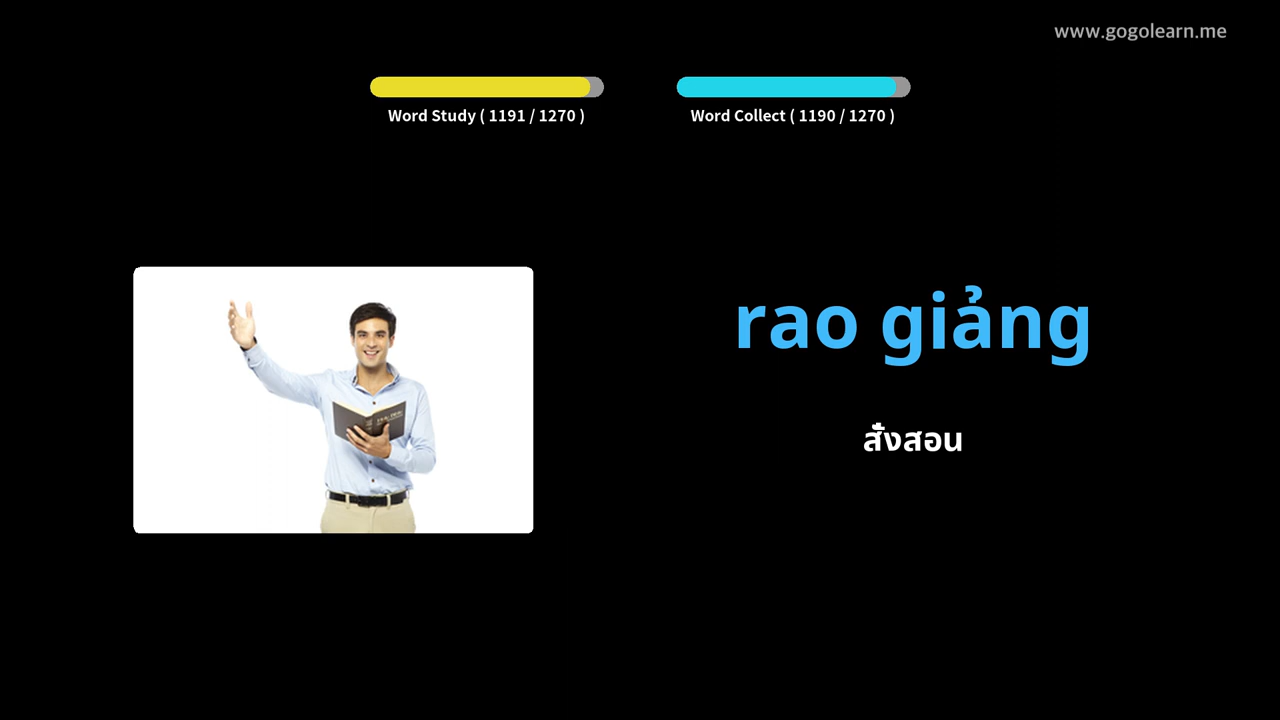 www.gogolearn.me
Word Study ( 1191 / 1270 )
Word Collect ( 1190 / 1270 )
rao giảng
สั่งสอน